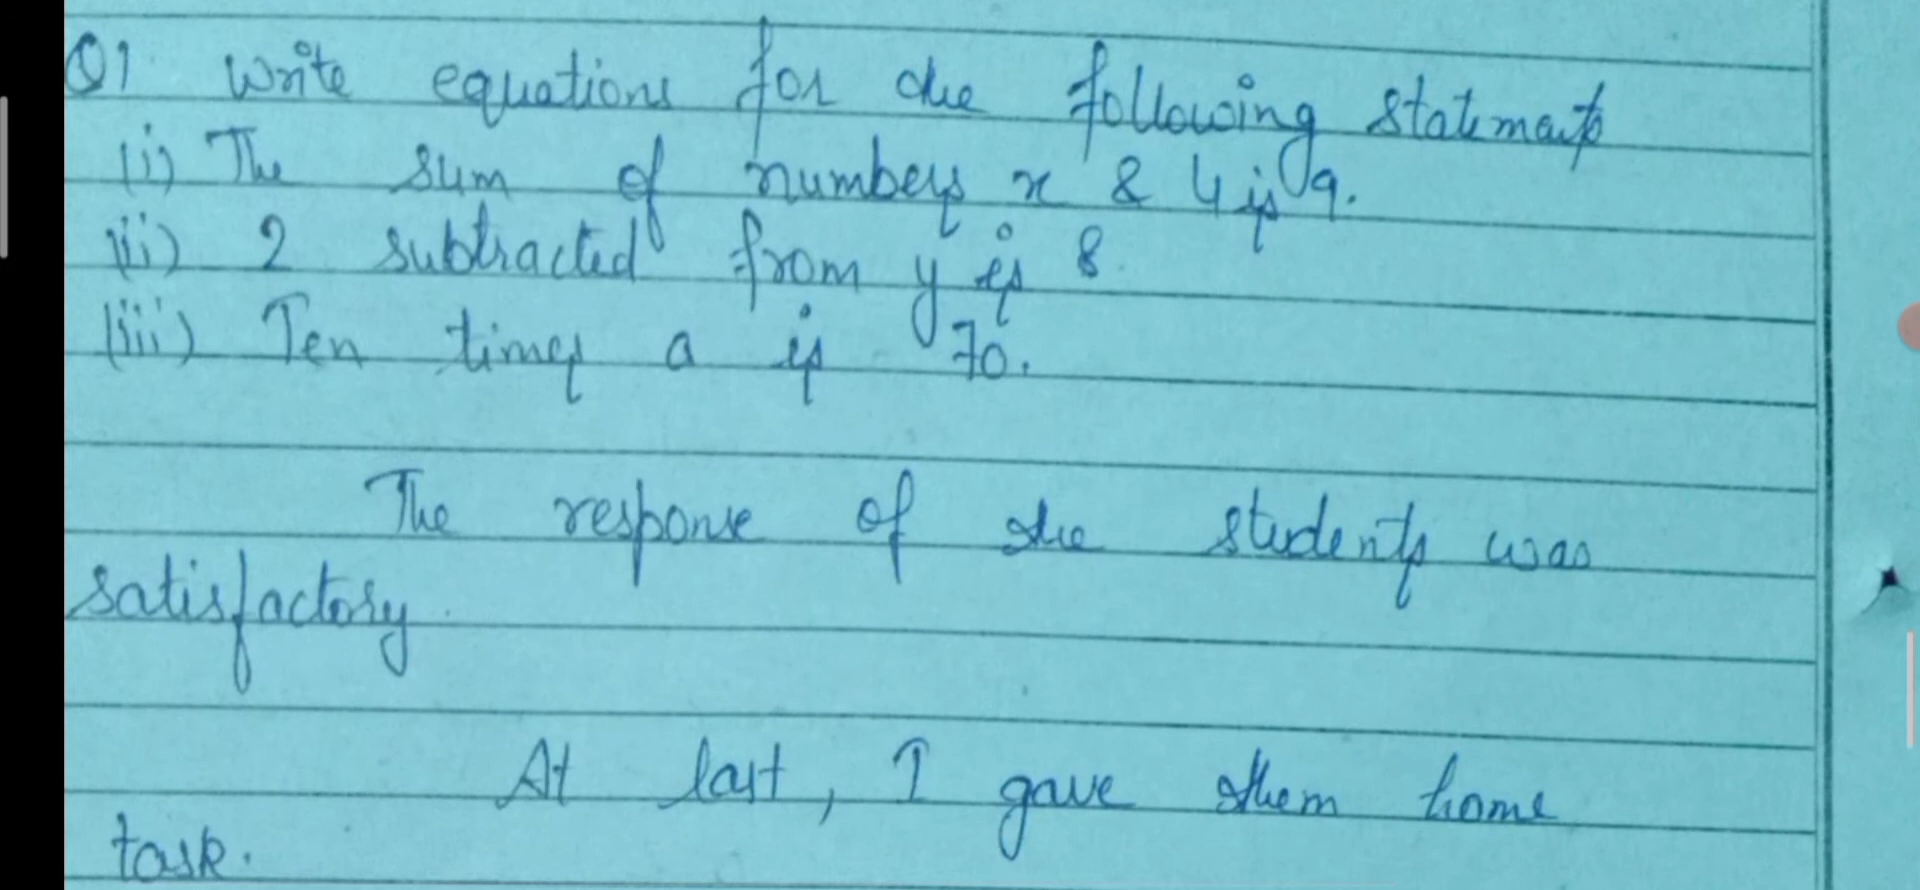 Q1 Write equations for the following statements
(i) The sum of numbers x & 4 is 9.
(ii) 2 subtracted from y is 8.
(iii) Ten times a is 70.
The response of the students was
satisfactory.
At last, I gave them home
task.